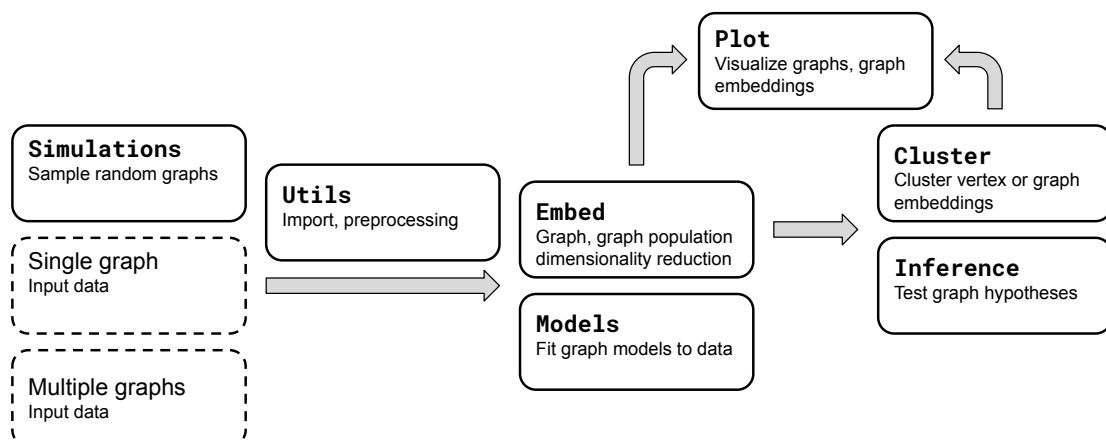 Plot
Visualize graphs, graph
embeddings
Simulations
Sample random graphs
Utils
Import, preprocessing
Embed
Graph, graph population
dimensionality reduction
Cluster
Cluster vertex or graph
embeddings
Single graph
Input data
Models
Fit graph models to data
Inference
Test graph hypotheses
Multiple graphs
Input data